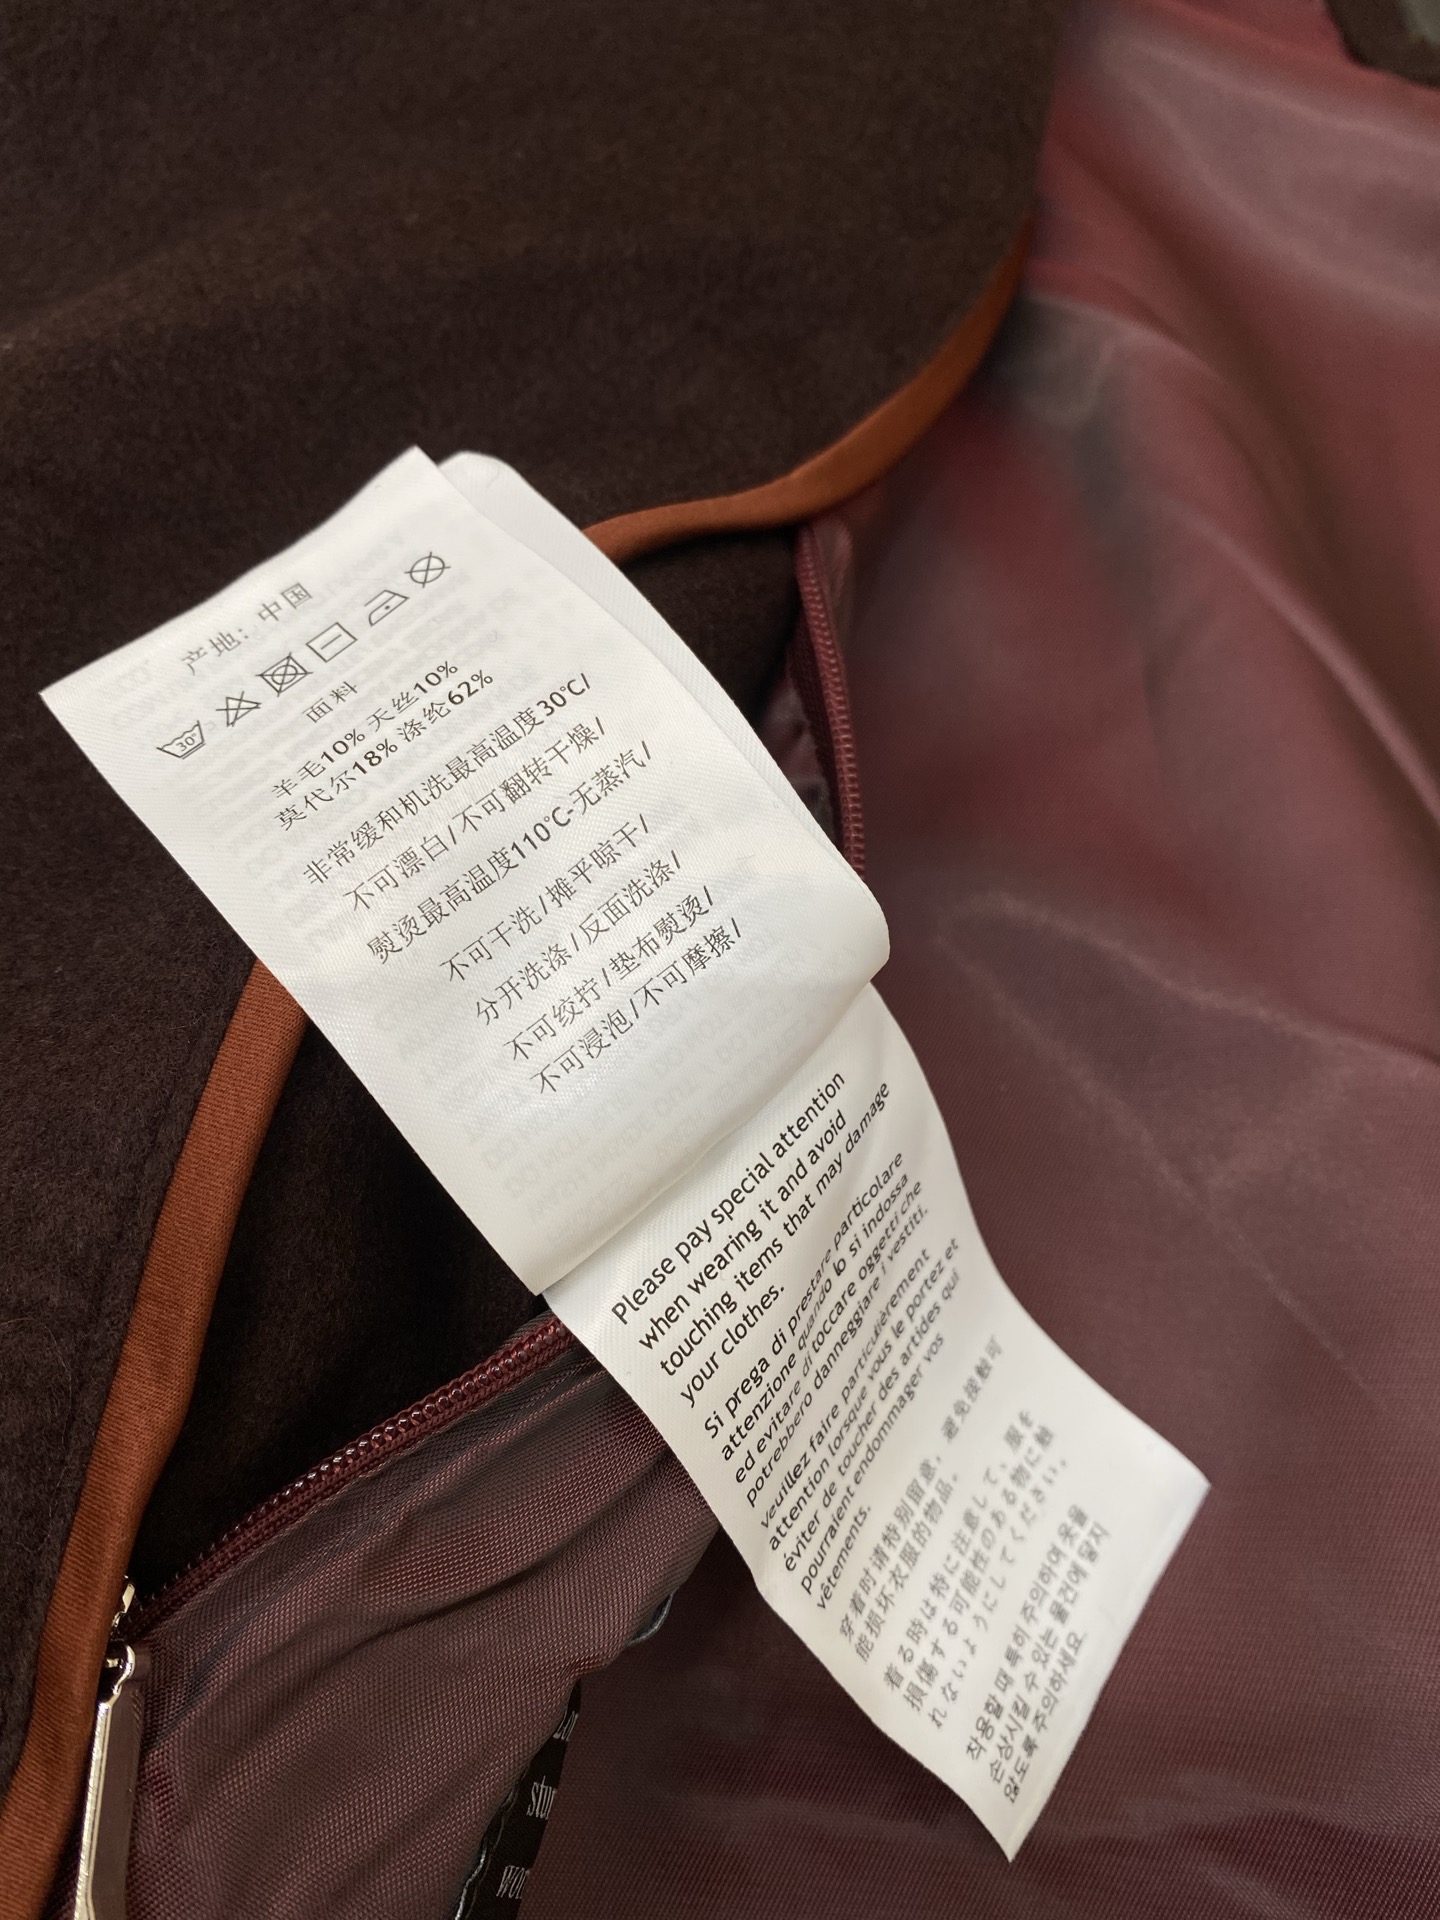 产地: 中国
30°
面料
羊毛10% 天丝10%
莫代尔18% 涤纶62%
非常缓和机洗最高温度30℃/
不可漂白/不可翻转干燥/
熨烫最高温度110℃-无蒸汽/
不可干洗/摊平晾干/
分开洗涤/反面洗涤/
不可绞拧/垫布熨烫/
不可浸泡/不可摩擦/
Please pay special attention
when wearing it and avoid
touching items that may damage
your clothes.
Si prega di prestare particolare
attenzione quando lo si indossa
ed evitare di toccare oggetti che
potrebbero danneggiare i vestiti.
veuillez faire particulièrement
attention lorsque vous le portez et
éviter de toucher des articles qui
pourraient endommager vos
vêtements.
穿着时请特别留意，避免接触可
能损坏衣服的物品。
着る時は特に注意して、服を
損傷する可能性のある物に触
れないようにしてください。
착용할 때 특히 주의하여 옷을
손상시킬 수 있는 물건에 닿지
않도록 주의하세요.